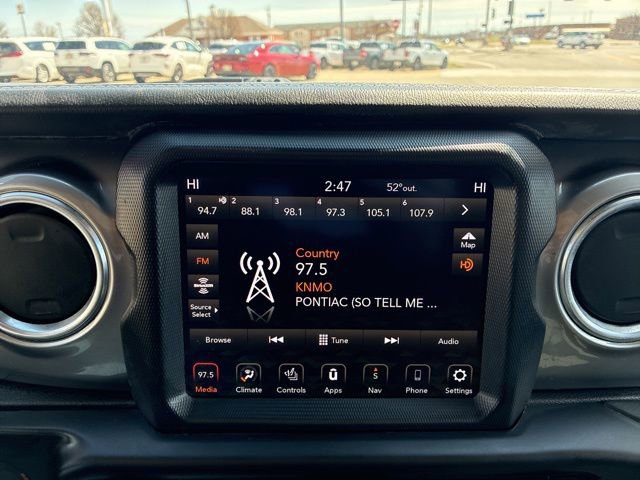 HI 2:47 52°out. HI
1 HD 2 3 4 5 6
94.7 88.1 98.1 97.3 105.1 107.9
AM
FM
Source Select
Country
97.5
KNMO
PONTIAC (SO TELL ME ...
Map
HD
Browse Tune Audio
97.5 U S
Media Climate Controls Apps Nav Phone Settings